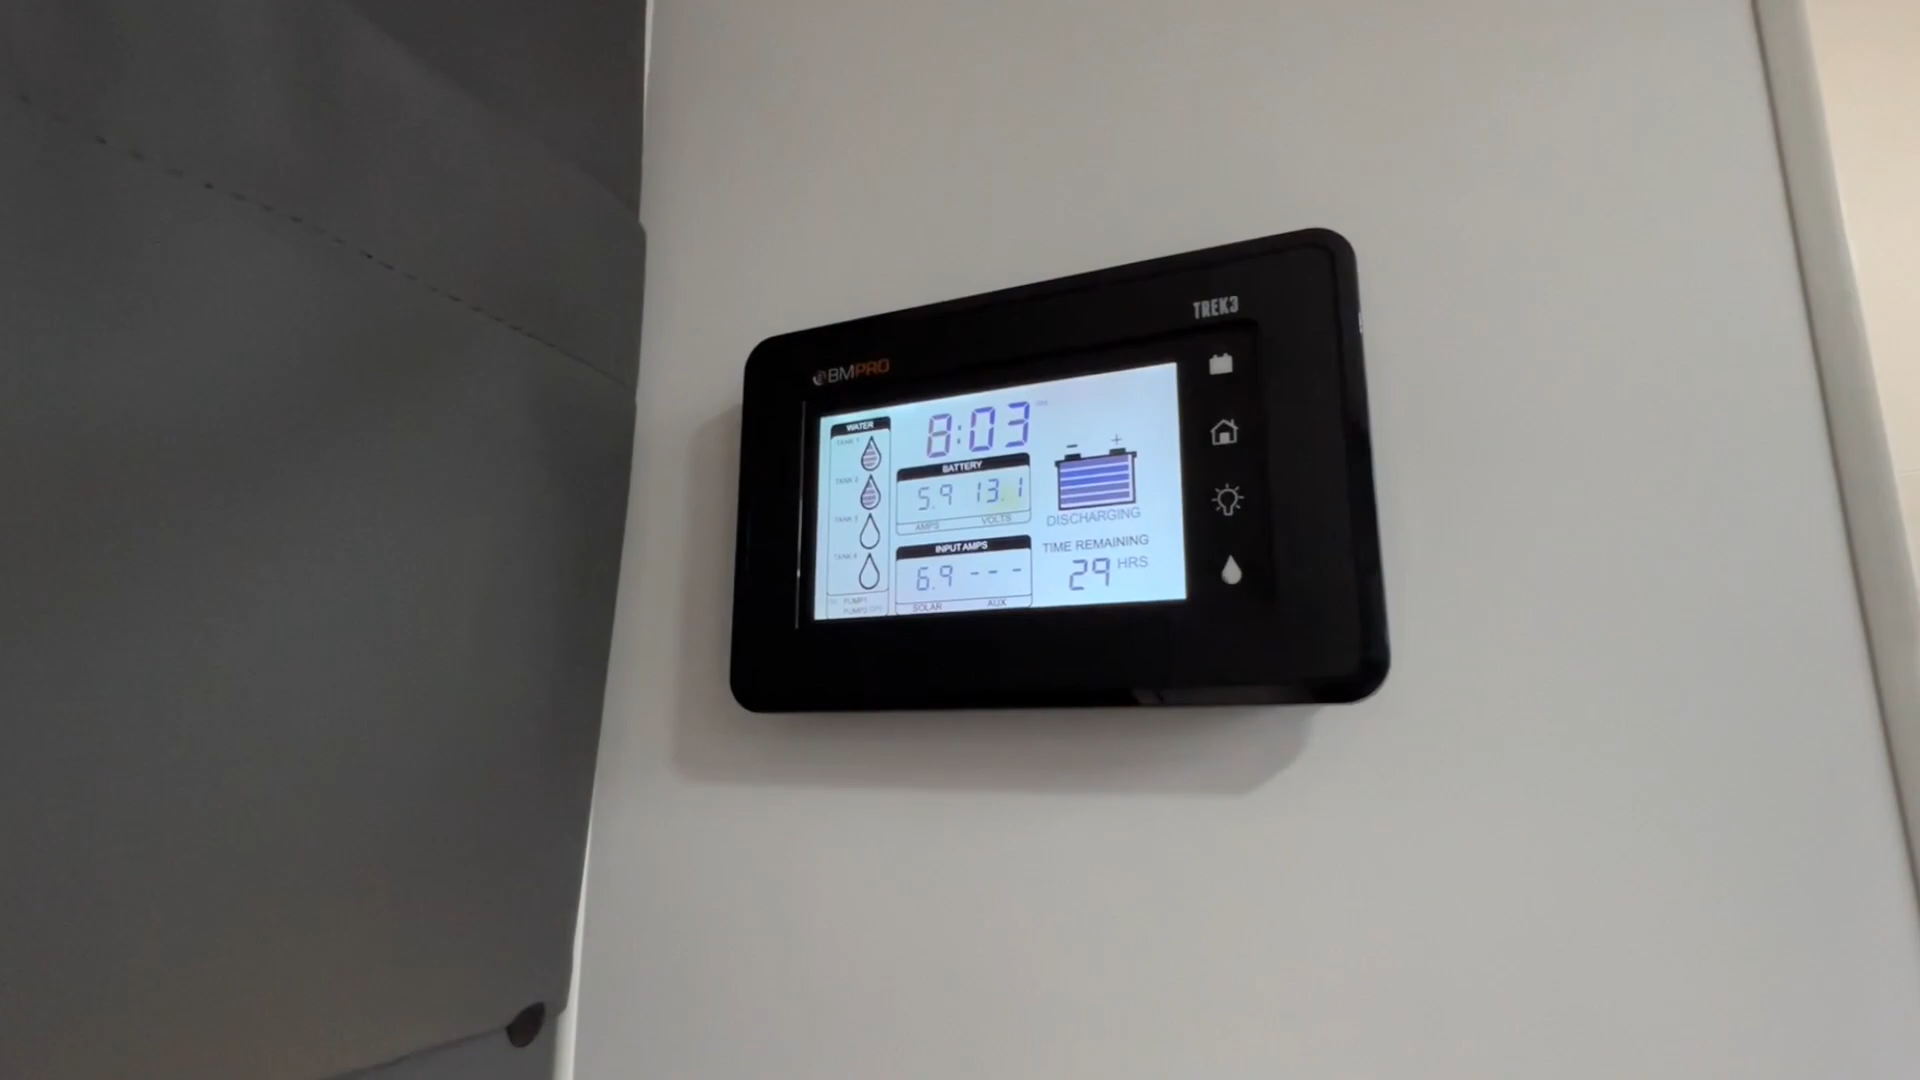 TREK3
BMPRO
WATER
TANK 1
TANK 2
TANK 3
TANK 4
PUMP1
PUMP2
8:03
BATTERY
5.9 13.1
AMPS VOLTS
INPUT AMPS
6.9 ---
SOLAR AUX
- +
DISCHARGING
TIME REMAINING
29 HRS